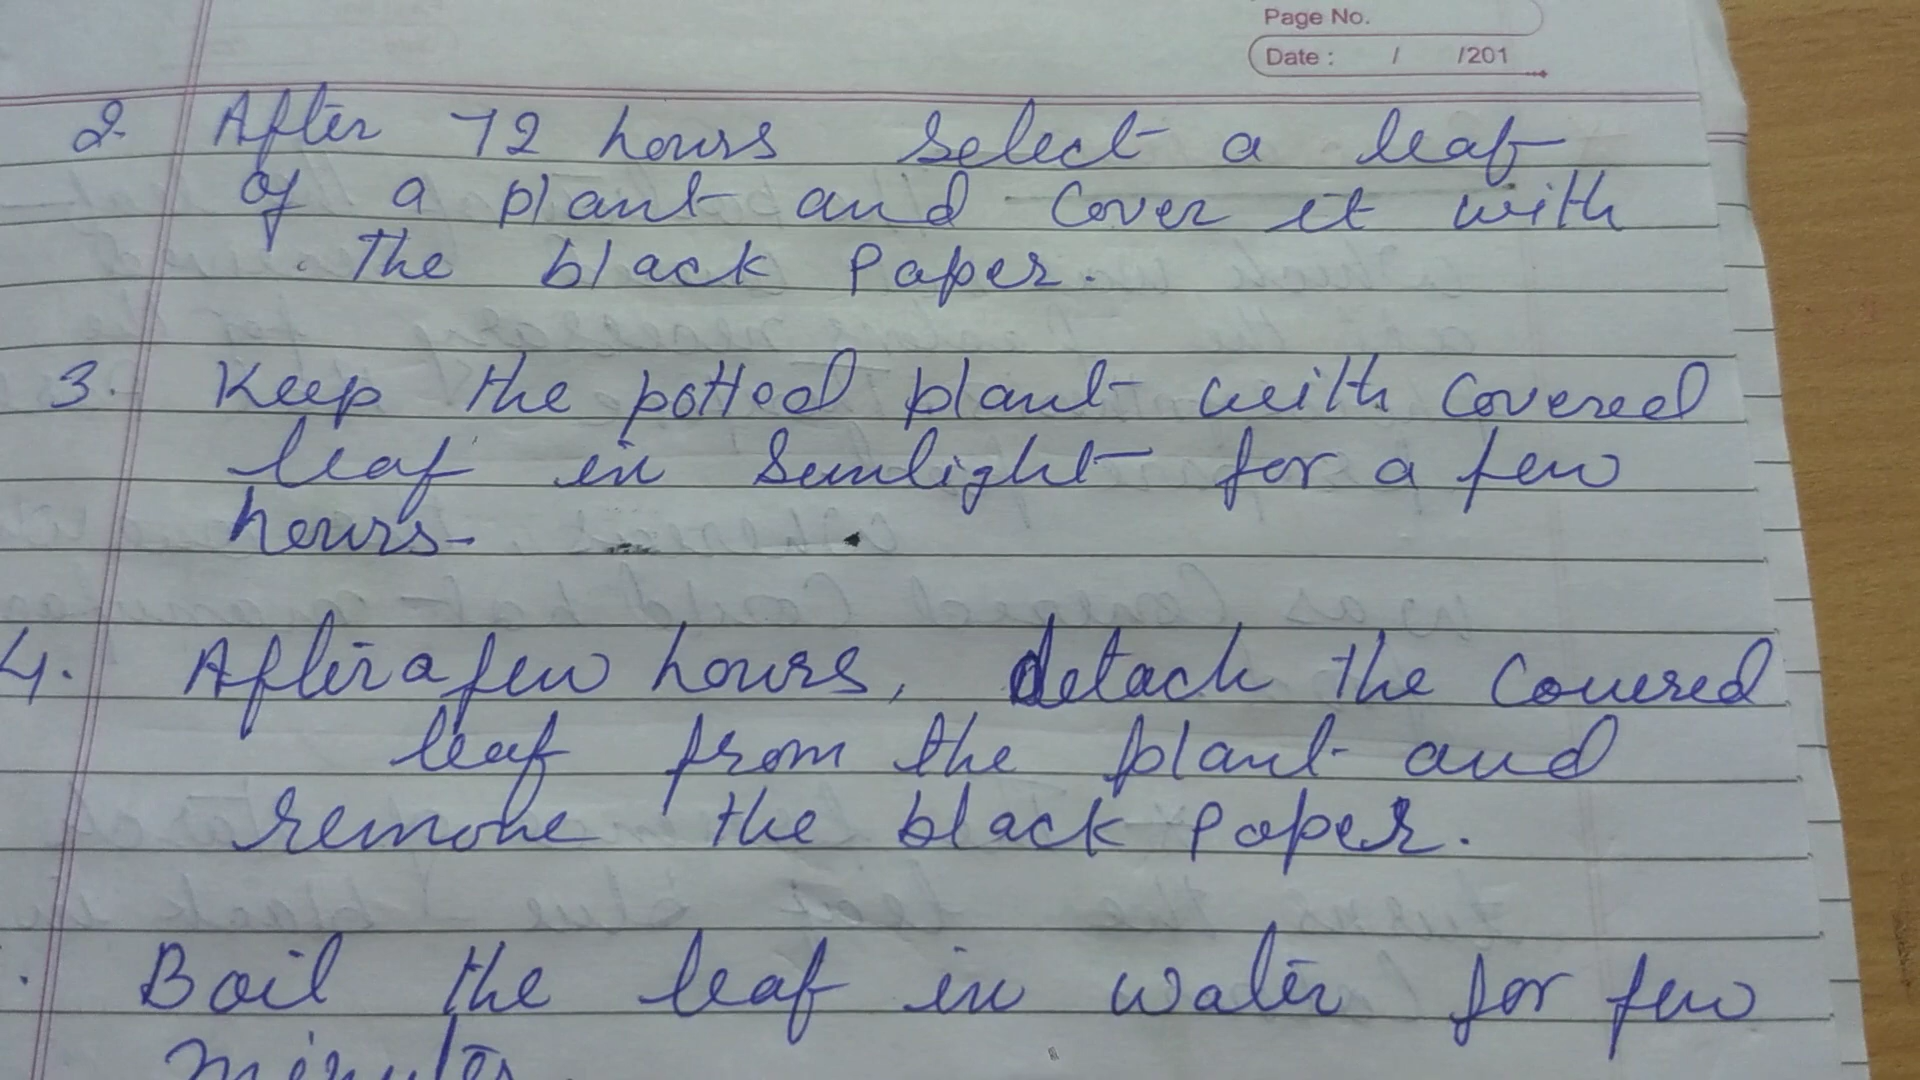 Page No.
Date : / /201
2. After 72 hours select a leaf
of a plant and cover it with
. The black Paper.
3. Keep the potted plant with covered
leaf in Sunlight for a few
hours.
4. After a few hours, detach the Covered
leaf from the plant and
remove the black Paper.
. Boil the leaf in water for few
minutes.